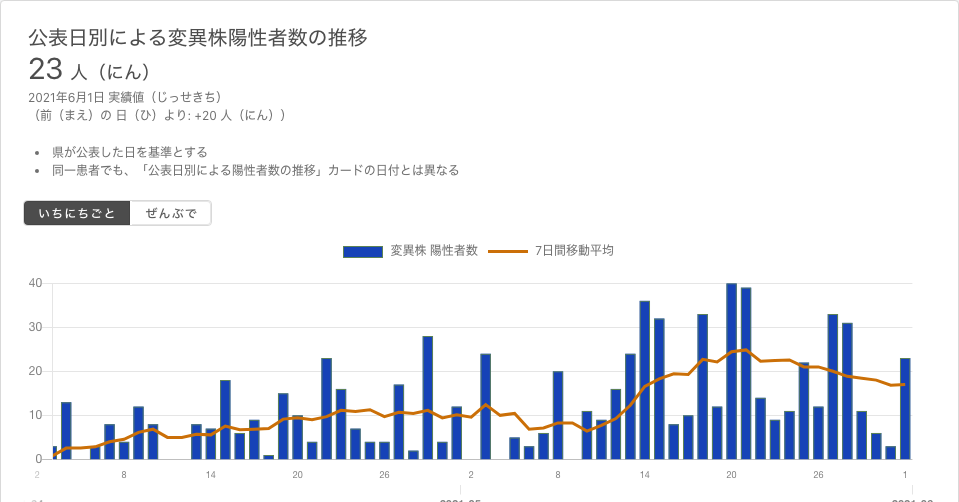 公表日別による変異株陽性者数の推移
23 人（にん）
2021年6月1日 実績値（じっせきち）
（前（まえ）の 日（ひ）より: +20 人（にん））
• 県が公表した日を基準とする
• 同一患者でも、「公表日別による陽性者数の推移」カードの日付とは異なる
いちにちごと ぜんぶで
変異株 陽性者数 7日間移動平均
40
30
20
10
0
2 8 14 20 26 2 8 14 20 26 1